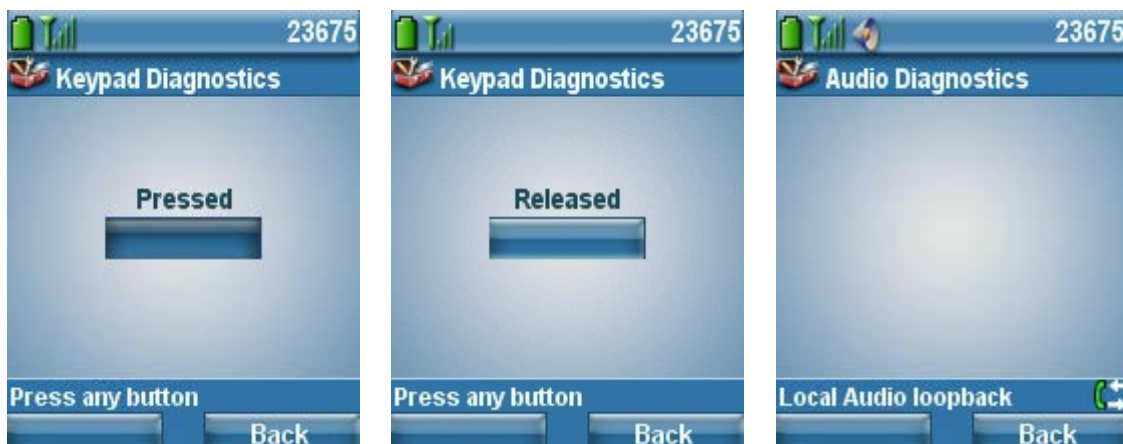 23675
Keypad Diagnostics
Pressed
Press any button
Back
23675
Keypad Diagnostics
Released
Press any button
Back
23675
Audio Diagnostics
Local Audio loopback
Back